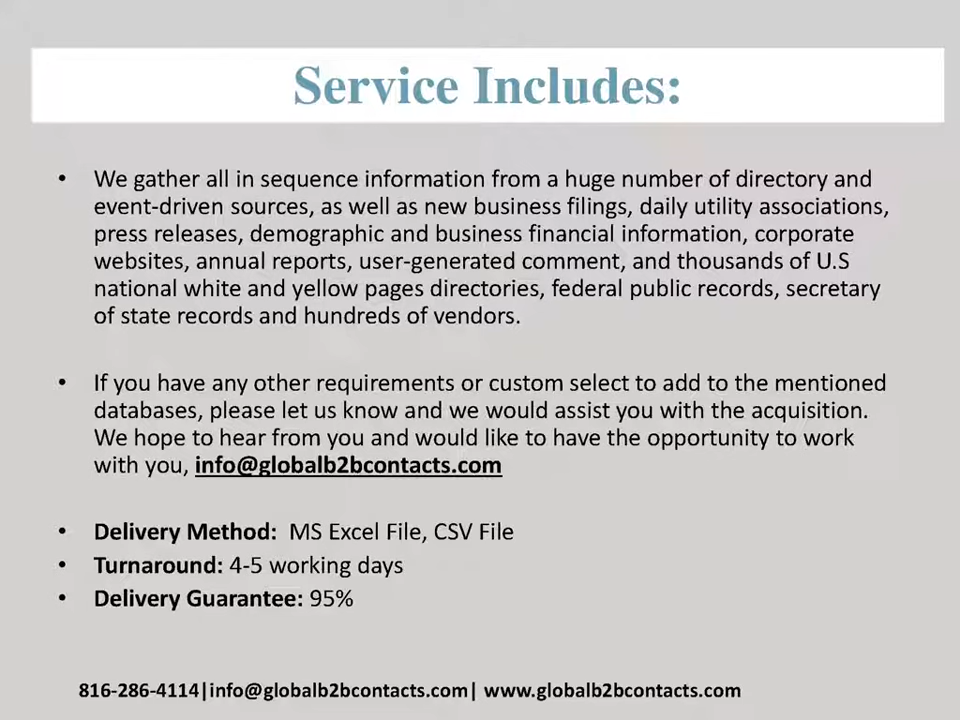 Service Includes:
• We gather all in sequence information from a huge number of directory and
event-driven sources, as well as new business filings, daily utility associations,
press releases, demographic and business financial information, corporate
websites, annual reports, user-generated comment, and thousands of U.S
national white and yellow pages directories, federal public records, secretary
of state records and hundreds of vendors.
• If you have any other requirements or custom select to add to the mentioned
databases, please let us know and we would assist you with the acquisition.
We hope to hear from you and would like to have the opportunity to work
with you, info@globalb2bcontacts.com
• Delivery Method:  MS Excel File, CSV File
• Turnaround: 4-5 working days
• Delivery Guarantee: 95%
816-286-4114|info@globalb2bcontacts.com| www.globalb2bcontacts.com